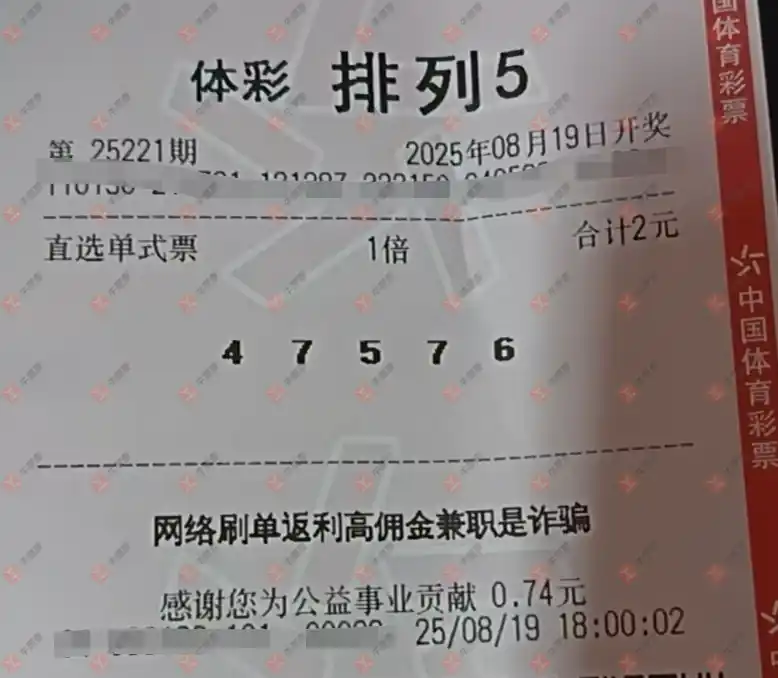 体彩 排列5
第 25221期 2025年08月19日开奖
直选单式票 1倍 合计2元
4 7 5 7 6
网络刷单返利高佣金兼职是诈骗
感谢您为公益事业贡献 0.74元
25/08/19 18:00:02
国体育彩票
中国体育彩票
中